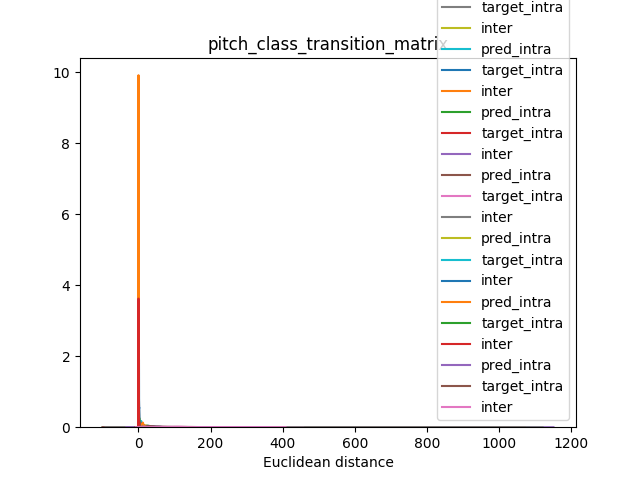 target_intra
inter
pitch_class_transition_matrix
pred_intra
target_intra
inter
pred_intra
target_intra
inter
pred_intra
target_intra
inter
pred_intra
target_intra
inter
pred_intra
target_intra
inter
pred_intra
target_intra
inter
10
8
6
4
2
0
0 200 400 600 800 1000 1200
Euclidean distance